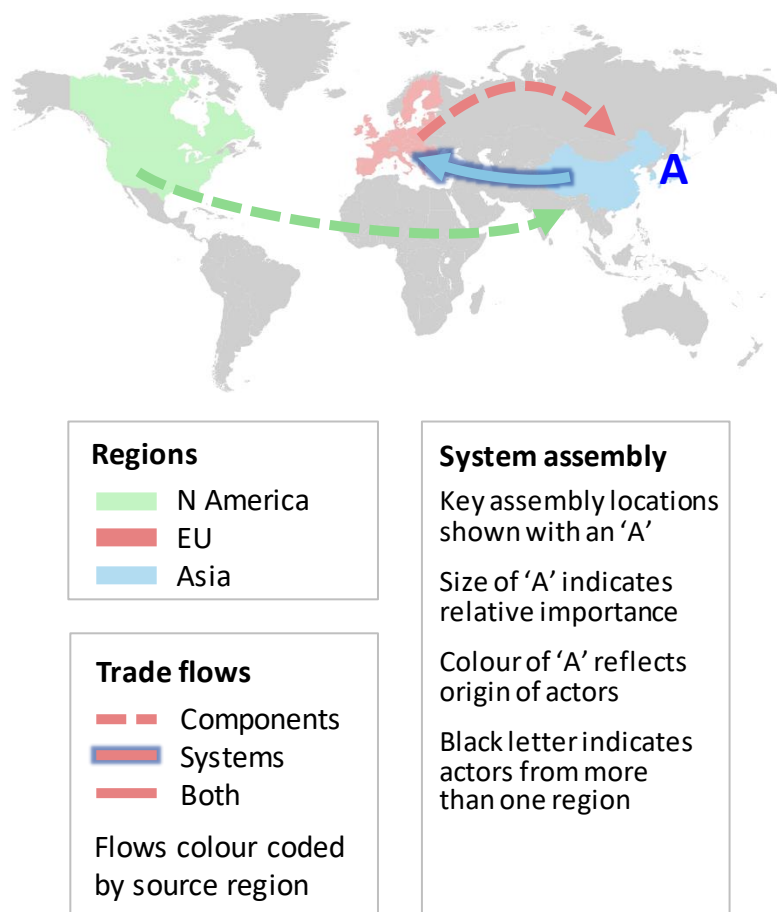 A
Regions
N America
EU
Asia
Trade flows
Components
Systems
Both
Flows colour coded
by source region
System assembly
Key assembly locations
shown with an ‘A’
Size of ‘A’ indicates
relative importance
Colour of ‘A’ reflects
origin of actors
Black letter indicates
actors from more
than one region